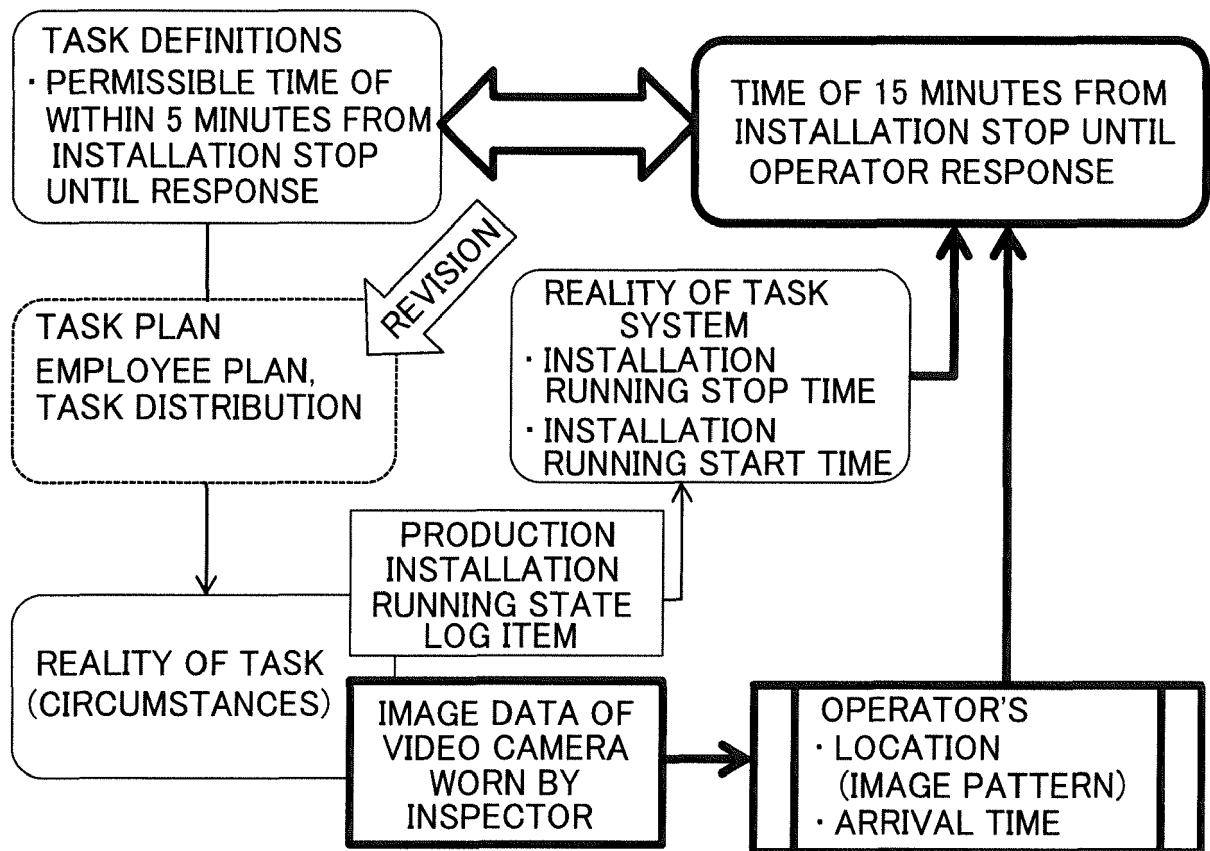 TASK DEFINITIONS
· PERMISSIBLE TIME OF
WITHIN 5 MINUTES FROM
INSTALLATION STOP
UNTIL RESPONSE
TIME OF 15 MINUTES FROM
INSTALLATION STOP UNTIL
OPERATOR RESPONSE
REVISION
TASK PLAN
EMPLOYEE PLAN,
TASK DISTRIBUTION
REALITY OF TASK
SYSTEM
· INSTALLATION
RUNNING STOP TIME
· INSTALLATION
RUNNING START TIME
PRODUCTION
INSTALLATION
RUNNING STATE
LOG ITEM
REALITY OF TASK
(CIRCUMSTANCES)
IMAGE DATA OF
VIDEO CAMERA
WORN BY
INSPECTOR
OPERATOR'S
· LOCATION
(IMAGE PATTERN)
· ARRIVAL TIME